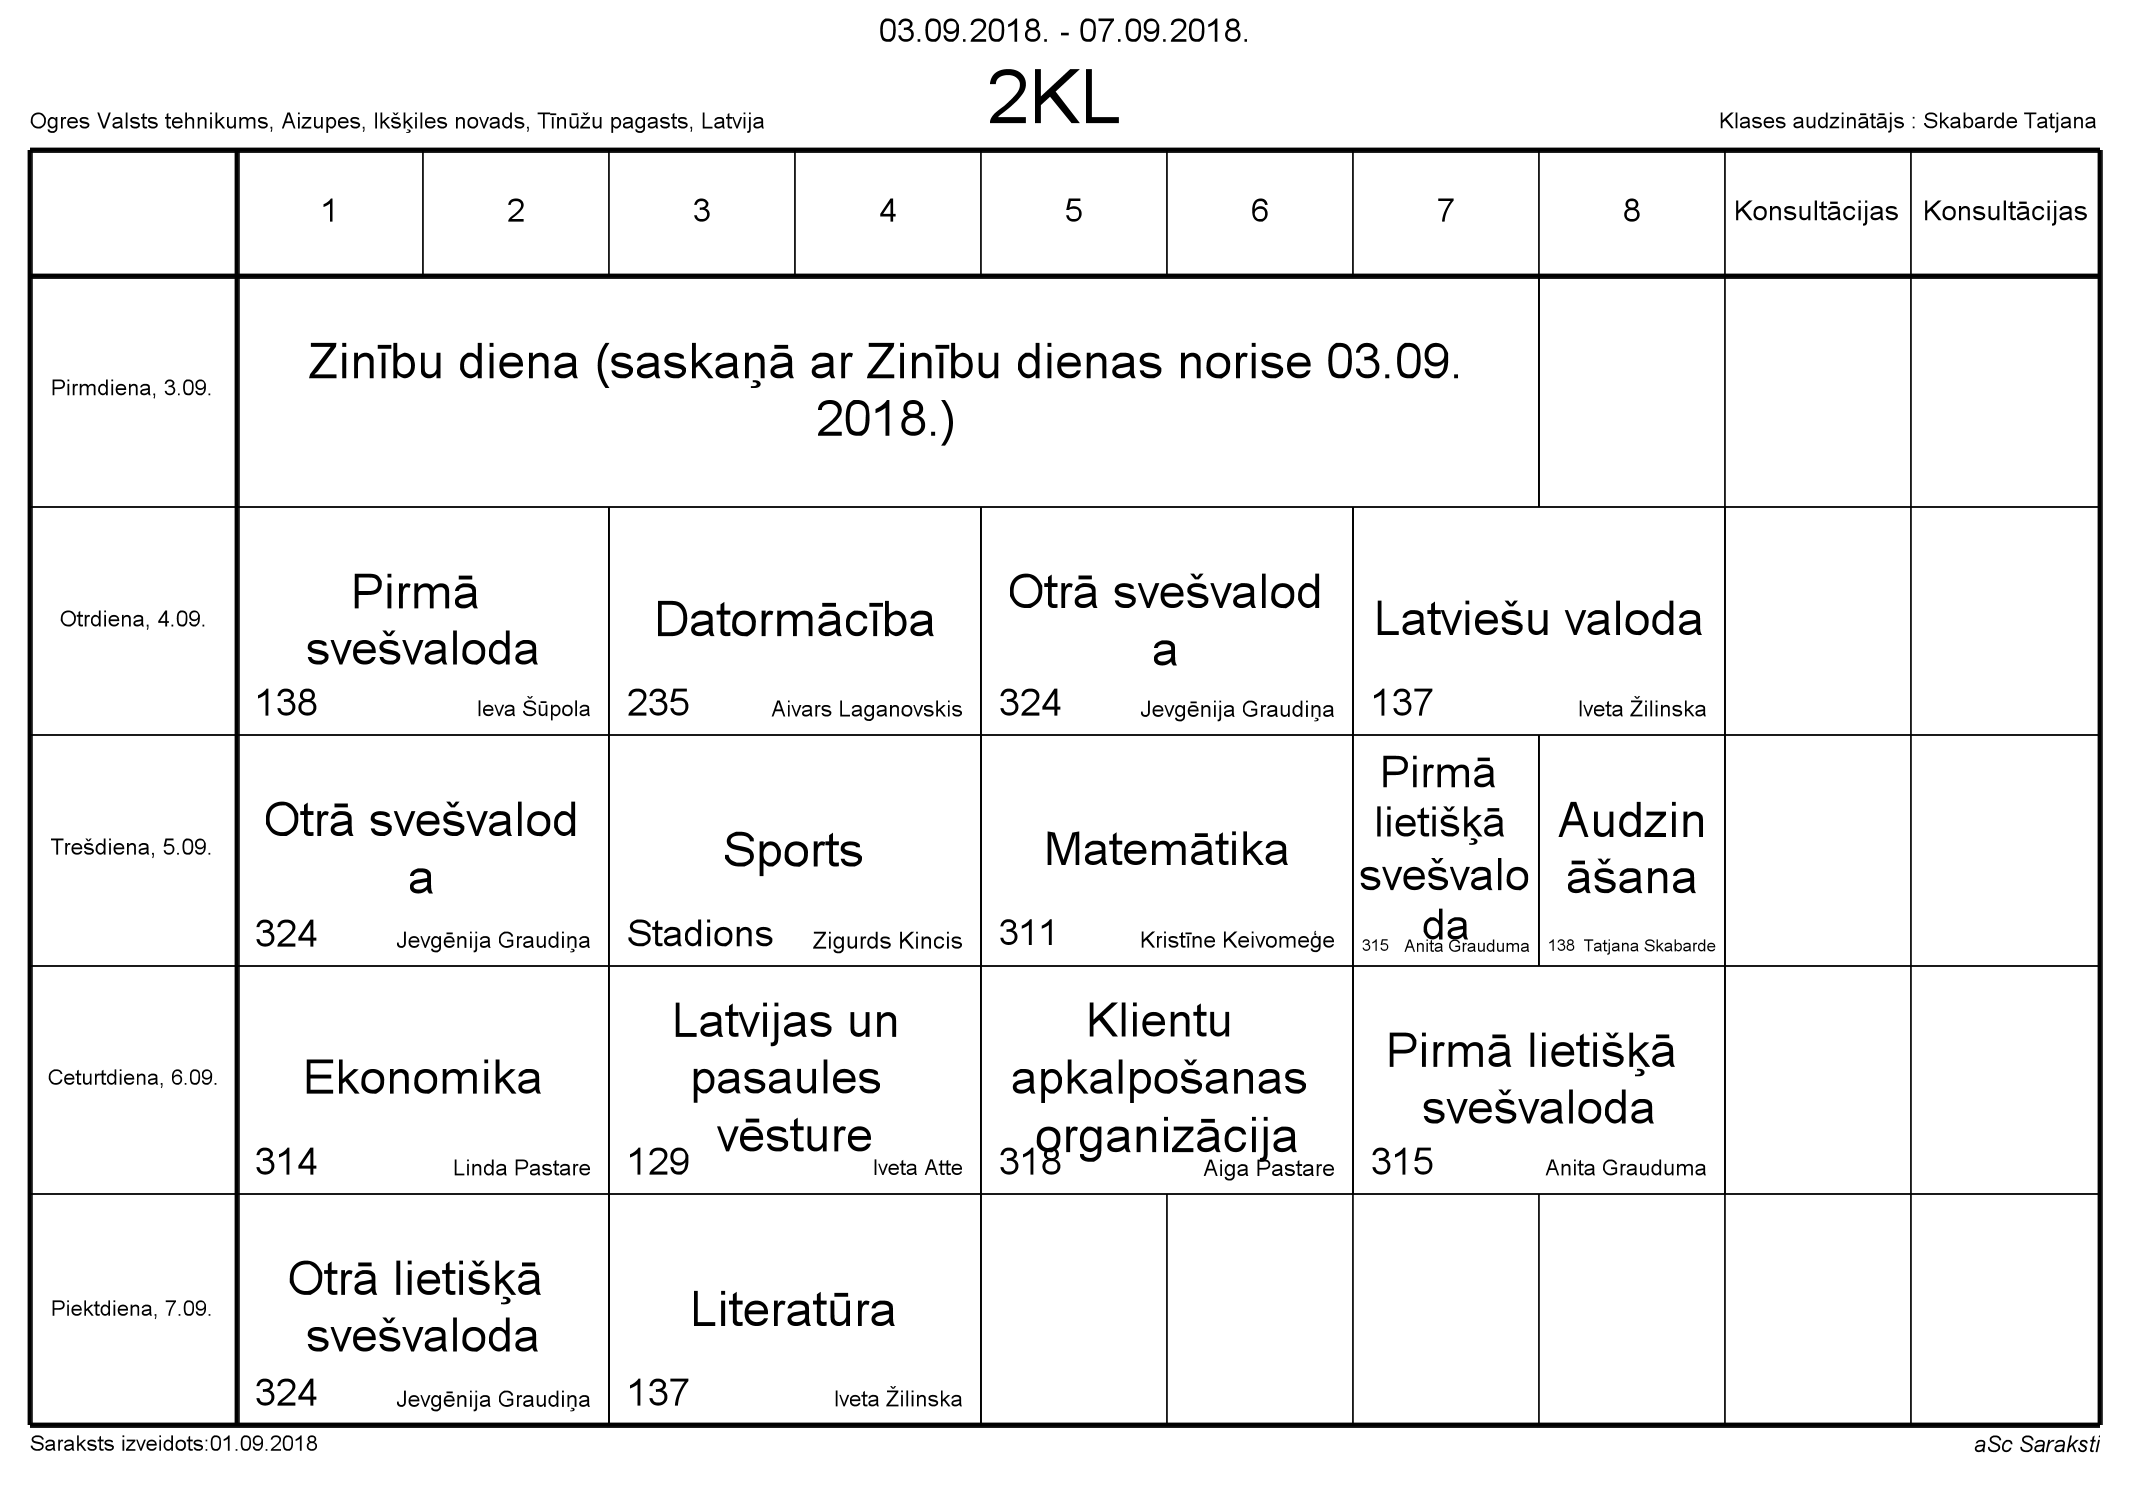 03.09.2018. - 07.09.2018.
2KL
Ogres Valsts tehnikums, Aizupes, Ikšķiles novads, Tīnūžu pagasts, Latvija
Klases audzinātājs : Skabarde Tatjana
1 2 3 4 5 6 7 8 Konsultācijas Konsultācijas
Pirmdiena, 3.09.
Zinību diena (saskaņā ar Zinību dienas norise 03.09.
2018.)
Otrdiena, 4.09.
Pirmā
svešvaloda
138 Ieva Šūpola
Datormācība
235 Aivars Laganovskis
Otrā svešvalod
a
324 Jevgēnija Graudiņa
Latviešu valoda
137 Iveta Žilinska
Trešdiena, 5.09.
Otrā svešvalod
a
324 Jevgēnija Graudiņa
Sports
Stadions Zigurds Kincis
Matemātika
311 Kristīne Keivomeģe
Pirmā
lietišķā
svešvalo
da
315 Anita Grauduma
Audzin
āšana
138 Tatjana Skabarde
Ceturtdiena, 6.09.
Ekonomika
314 Linda Pastare
Latvijas un
pasaules
vēsture
129 Iveta Atte
Klientu
apkalpošanas
organizācija
318 Aiga Pastare
Pirmā lietišķā
svešvaloda
315 Anita Grauduma
Piektdiena, 7.09.
Otrā lietišķā
svešvaloda
324 Jevgēnija Graudiņa
Literatūra
137 Iveta Žilinska
Saraksts izveidots:01.09.2018
aSc Saraksti